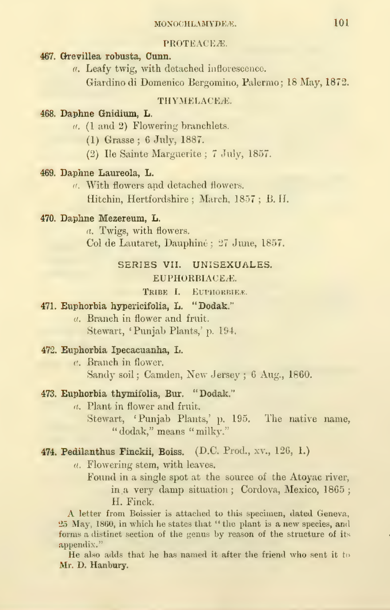 MONOCHLAMYDEÆ. 101
PROTEACEÆ.
467. Grevillea robusta, Cunn.
a. Leafy twig, with detached inflorescence.
Giardino di Domenico Bergomino, Palermo; 18 May, 1872.
THYMELACEÆ.
468. Daphne Gnidium, L.
a. (1 and 2) Flowering branchlets.
(1) Grasse; 6 July, 1887.
(2) Ile Sainte Marguerite; 7 July, 1857.
469. Daphne Laureola, L.
a. With flowers and detached flowers.
Hitchin, Hertfordshire; March, 1857; B. H.
470. Daphne Mezereum, L.
a. Twigs, with flowers.
Col de Lautaret, Dauphiné; 27 June, 1857.
SERIES VII. UNISEXUALES.
EUPHORBIACEÆ.
TRIBE I. EUPHORBIEÆ.
471. Euphorbia hypericifolia, L. "Dodak."
a. Branch in flower and fruit.
Stewart, 'Punjab Plants,' p. 194.
472. Euphorbia Ipecacuanha, L.
a. Branch in flower.
Sandy soil; Camden, New Jersey; 6 Aug., 1860.
473. Euphorbia thymifolia, Bur. "Dodak."
a. Plant in flower and fruit.
Stewart, 'Punjab Plants,' p. 195. The native name,
"dodak," means "milky."
474. Pedilanthus Finckii, Boiss. (D.C. Prod., xv., 126, 1.)
a. Flowering stem, with leaves.
Found in a single spot at the source of the Atoyac river,
in a very damp situation; Cordova, Mexico, 1865;
H. Finck.
A letter from Boissier is attached to this specimen, dated Geneva,
25 May, 1860, in which he states that "the plant is a new species, and
forms a distinct section of the genus by reason of the structure of its
appendix."
He also adds that he has named it after the friend who sent it to
Mr. D. Hanbury.